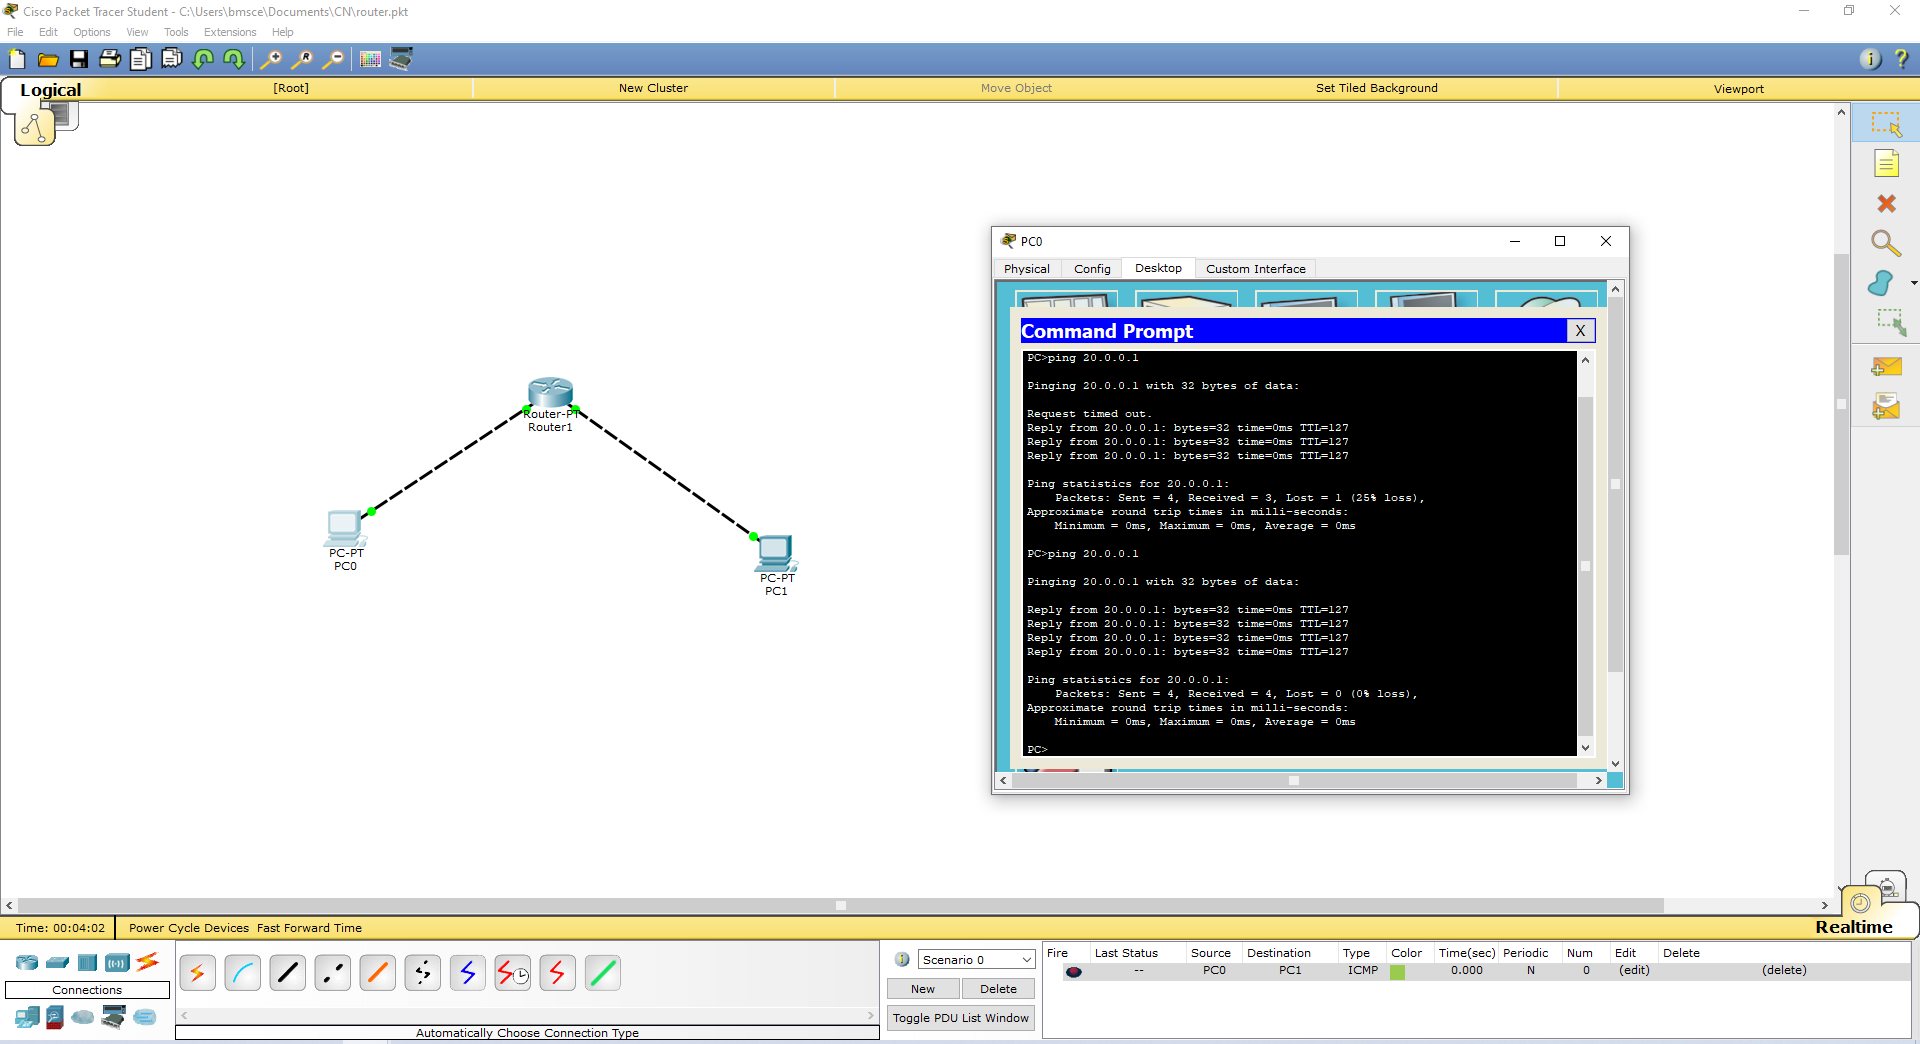 Cisco Packet Tracer Student - C:\Users\bmsce\Documents\CN\router.pkt
File Edit Options View Tools Extensions Help
Logical [Root] New Cluster Move Object Set Tiled Background Viewport
PC0
Physical Config Desktop Custom Interface
Command Prompt X
PC>ping 20.0.0.1
Pinging 20.0.0.1 with 32 bytes of data:
Request timed out.
Reply from 20.0.0.1: bytes=32 time=0ms TTL=127
Reply from 20.0.0.1: bytes=32 time=0ms TTL=127
Reply from 20.0.0.1: bytes=32 time=0ms TTL=127
Ping statistics for 20.0.0.1:
Packets: Sent = 4, Received = 3, Lost = 1 (25% loss),
Approximate round trip times in milli-seconds:
Minimum = 0ms, Maximum = 0ms, Average = 0ms
PC>ping 20.0.0.1
Pinging 20.0.0.1 with 32 bytes of data:
Reply from 20.0.0.1: bytes=32 time=0ms TTL=127
Reply from 20.0.0.1: bytes=32 time=0ms TTL=127
Reply from 20.0.0.1: bytes=32 time=0ms TTL=127
Reply from 20.0.0.1: bytes=32 time=0ms TTL=127
Ping statistics for 20.0.0.1:
Packets: Sent = 4, Received = 4, Lost = 0 (0% loss),
Approximate round trip times in milli-seconds:
Minimum = 0ms, Maximum = 0ms, Average = 0ms
PC>
Router-PT
Router1
PC-PT
PC0
PC-PT
PC1
Time: 00:04:02 Power Cycle Devices Fast Forward Time Realtime
Connections
Automatically Choose Connection Type
Scenario 0
New Delete
Toggle PDU List Window
Fire Last Status Source Destination Type Color Time(sec) Periodic Num Edit Delete
-- PC0 PC1 ICMP 0.000 N 0 (edit) (delete)